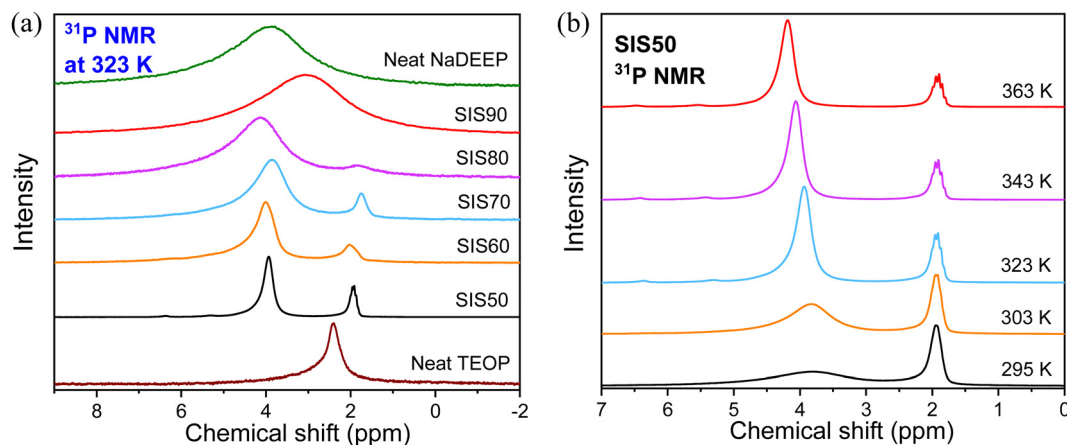 (a)
³¹P NMR
at 323 K
Neat NaDEEP
SIS90
SIS80
SIS70
SIS60
SIS50
Neat TEOP
Intensity
8 6 4 2 0 -2
Chemical shift (ppm)
(b)
SIS50
³¹P NMR
363 K
343 K
323 K
303 K
295 K
Intensity
7 6 5 4 3 2 1 0
Chemical shift (ppm)